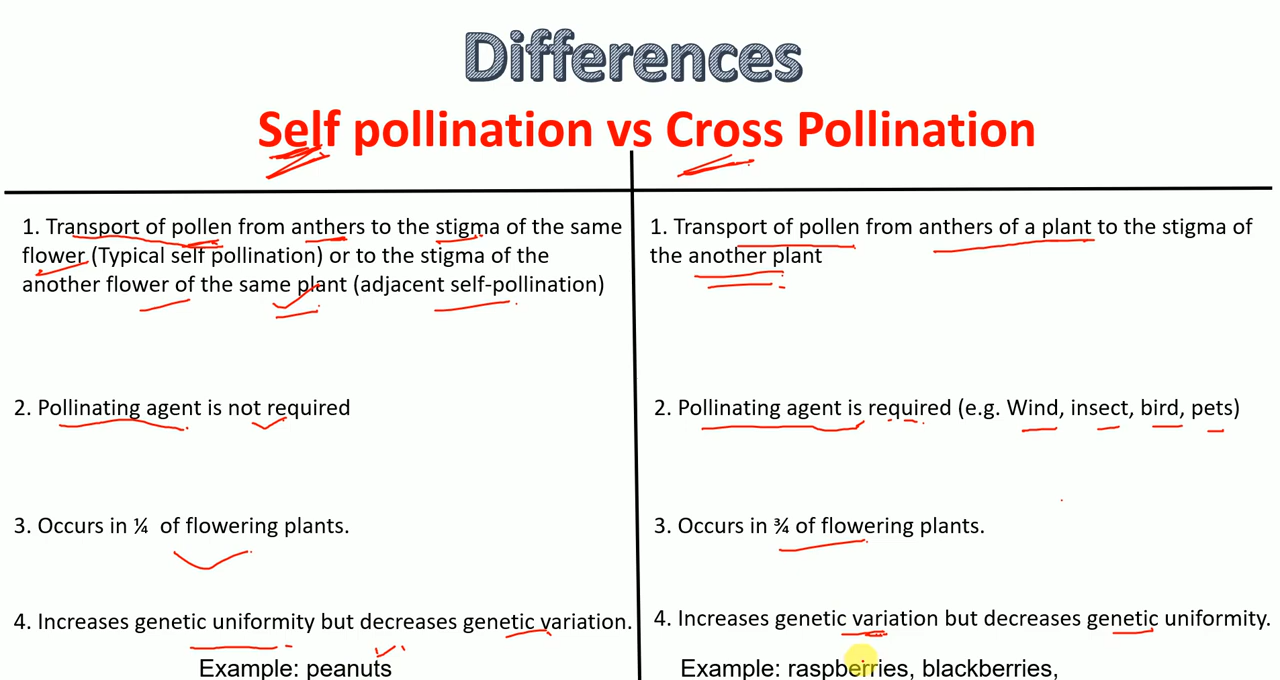 Differences
Self pollination vs Cross Pollination
1. Transport of pollen from anthers to the stigma of the same
flower (Typical self pollination) or to the stigma of the
another flower of the same plant (adjacent self-pollination)
2. Pollinating agent is not required
3. Occurs in ¼ of flowering plants.
4. Increases genetic uniformity but decreases genetic variation.
Example: peanuts
1. Transport of pollen from anthers of a plant to the stigma of
the another plant
2. Pollinating agent is required (e.g. Wind, insect, bird, pets)
3. Occurs in ¾ of flowering plants.
4. Increases genetic variation but decreases genetic uniformity.
Example: raspberries, blackberries,